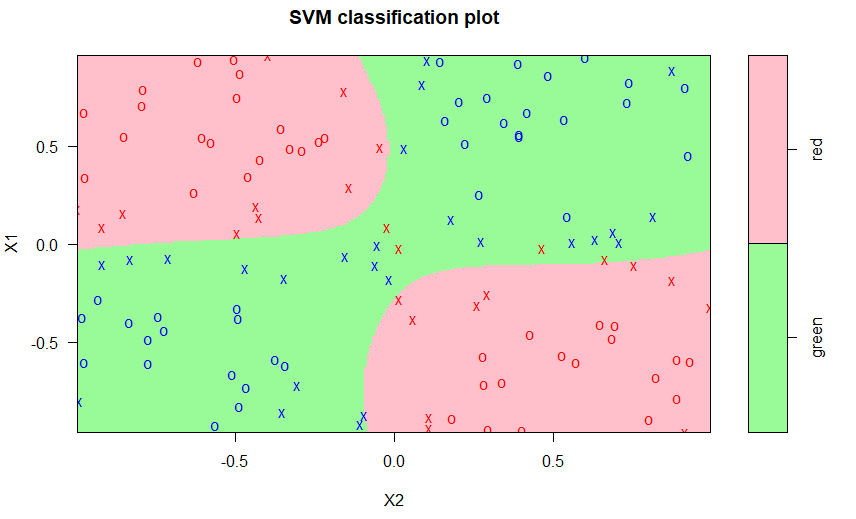 SVM classification plot
X1
0.5
0.0
-0.5
-0.5
0.0
0.5
X2
red
green